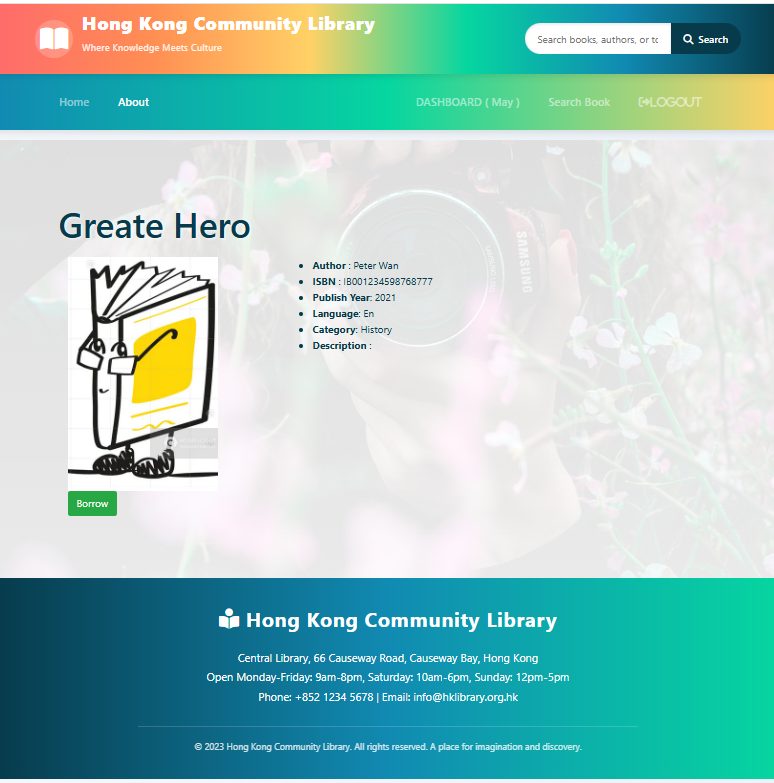 Hong Kong Community Library
Where Knowledge Meets Culture
Search books, authors, or to
Search
Home
About
DASHBOARD ( May )
Search Book
LOGOUT
SAMSUNG
Greate Hero
Author : Peter Wan
ISBN : IB001234598768777
Publish Year: 2021
Language: En
Category: History
Description :
Borrow
Hong Kong Community Library
Central Library, 66 Causeway Road, Causeway Bay, Hong Kong
Open Monday-Friday: 9am-8pm, Saturday: 10am-6pm, Sunday: 12pm-5pm
Phone: +852 1234 5678 | Email: info@hklibrary.org.hk
© 2023 Hong Kong Community Library. All rights reserved. A place for imagination and discovery.